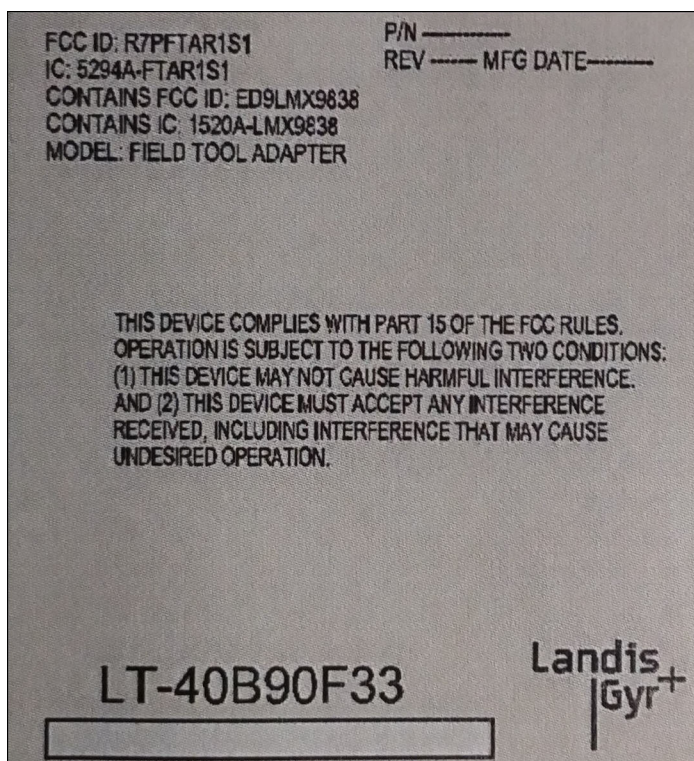 FCC ID: R7PFTAR1S1
IC: 5294A-FTAR1S1
CONTAINS FCC ID: ED9LMX9838
CONTAINS IC: 1520A-LMX9838
MODEL: FIELD TOOL ADAPTER
P/N ----------
REV ------ MFG DATE--------
THIS DEVICE COMPLIES WITH PART 15 OF THE FCC RULES.
OPERATION IS SUBJECT TO THE FOLLOWING TWO CONDITIONS:
(1) THIS DEVICE MAY NOT CAUSE HARMFUL INTERFERENCE.
AND (2) THIS DEVICE MUST ACCEPT ANY INTERFERENCE
RECEIVED, INCLUDING INTERFERENCE THAT MAY CAUSE
UNDESIRED OPERATION.
LT-40B90F33
Landis
Gyr+